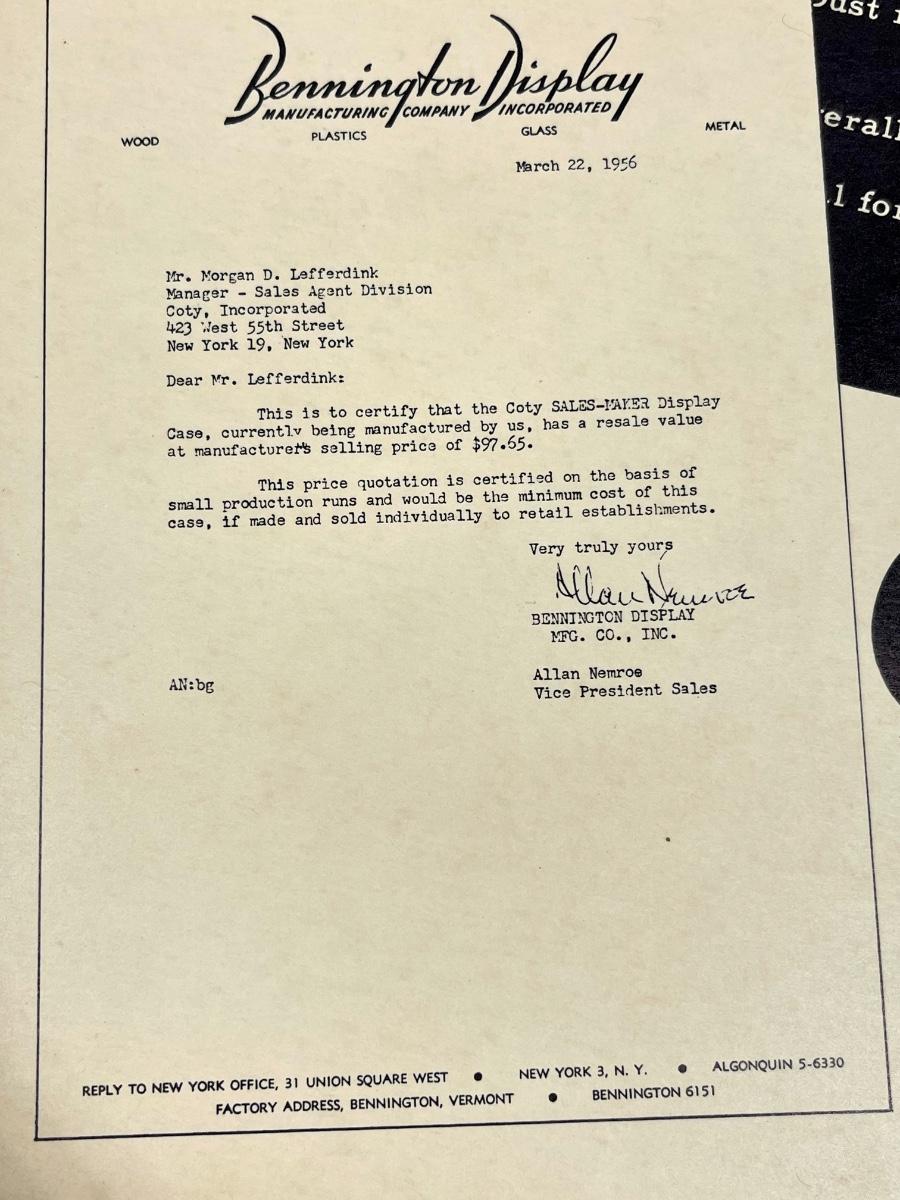 Bennington Display
MANUFACTURING COMPANY INCORPORATED
WOOD PLASTICS GLASS METAL
March 22, 1956
Mr. Morgan D. Lefferdink
Manager - Sales Agent Division
Coty, Incorporated
423 West 55th Street
New York 19, New York
Dear Mr. Lefferdink:
This is to certify that the Coty SALES-MAKER Display
Case, currently being manufactured by us, has a resale value
at manufacturer's selling price of $97.65.
This price quotation is certified on the basis of
small production runs and would be the minimum cost of this
case, if made and sold individually to retail establishments.
Very truly yours
Allan Nemroe
BENNINGTON DISPLAY
MFG. CO., INC.
Allan Nemroe
Vice President Sales
AN:bg
REPLY TO NEW YORK OFFICE, 31 UNION SQUARE WEST • NEW YORK 3, N. Y. • ALGONQUIN 5-6330
FACTORY ADDRESS, BENNINGTON, VERMONT • BENNINGTON 6151